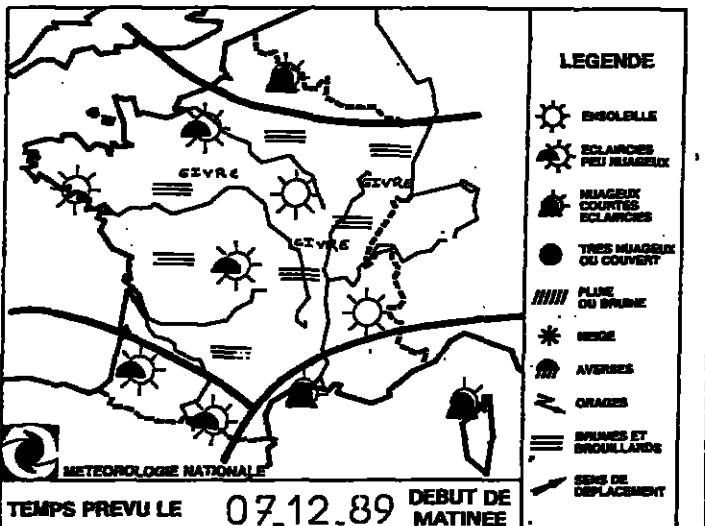 GIVRE
GIVRE
GIVRE
METEOROLOGIE NATIONALE
TEMPS PREVU LE 07.12.89 DEBUT DE
MATINEE
LEGENDE
ENSOLEILLE
ECLAIRCIES
PEU NUAGEUX
NUAGEUX
COURTES
ECLAIRCIES
TRES NUAGEUX
OU COUVERT
PLUIE
OU BRUINE
NEIGE
AVERSES
ORAGES
BRUMES ET
BROUILLARDS
SENS DE
DEPLACEMENT